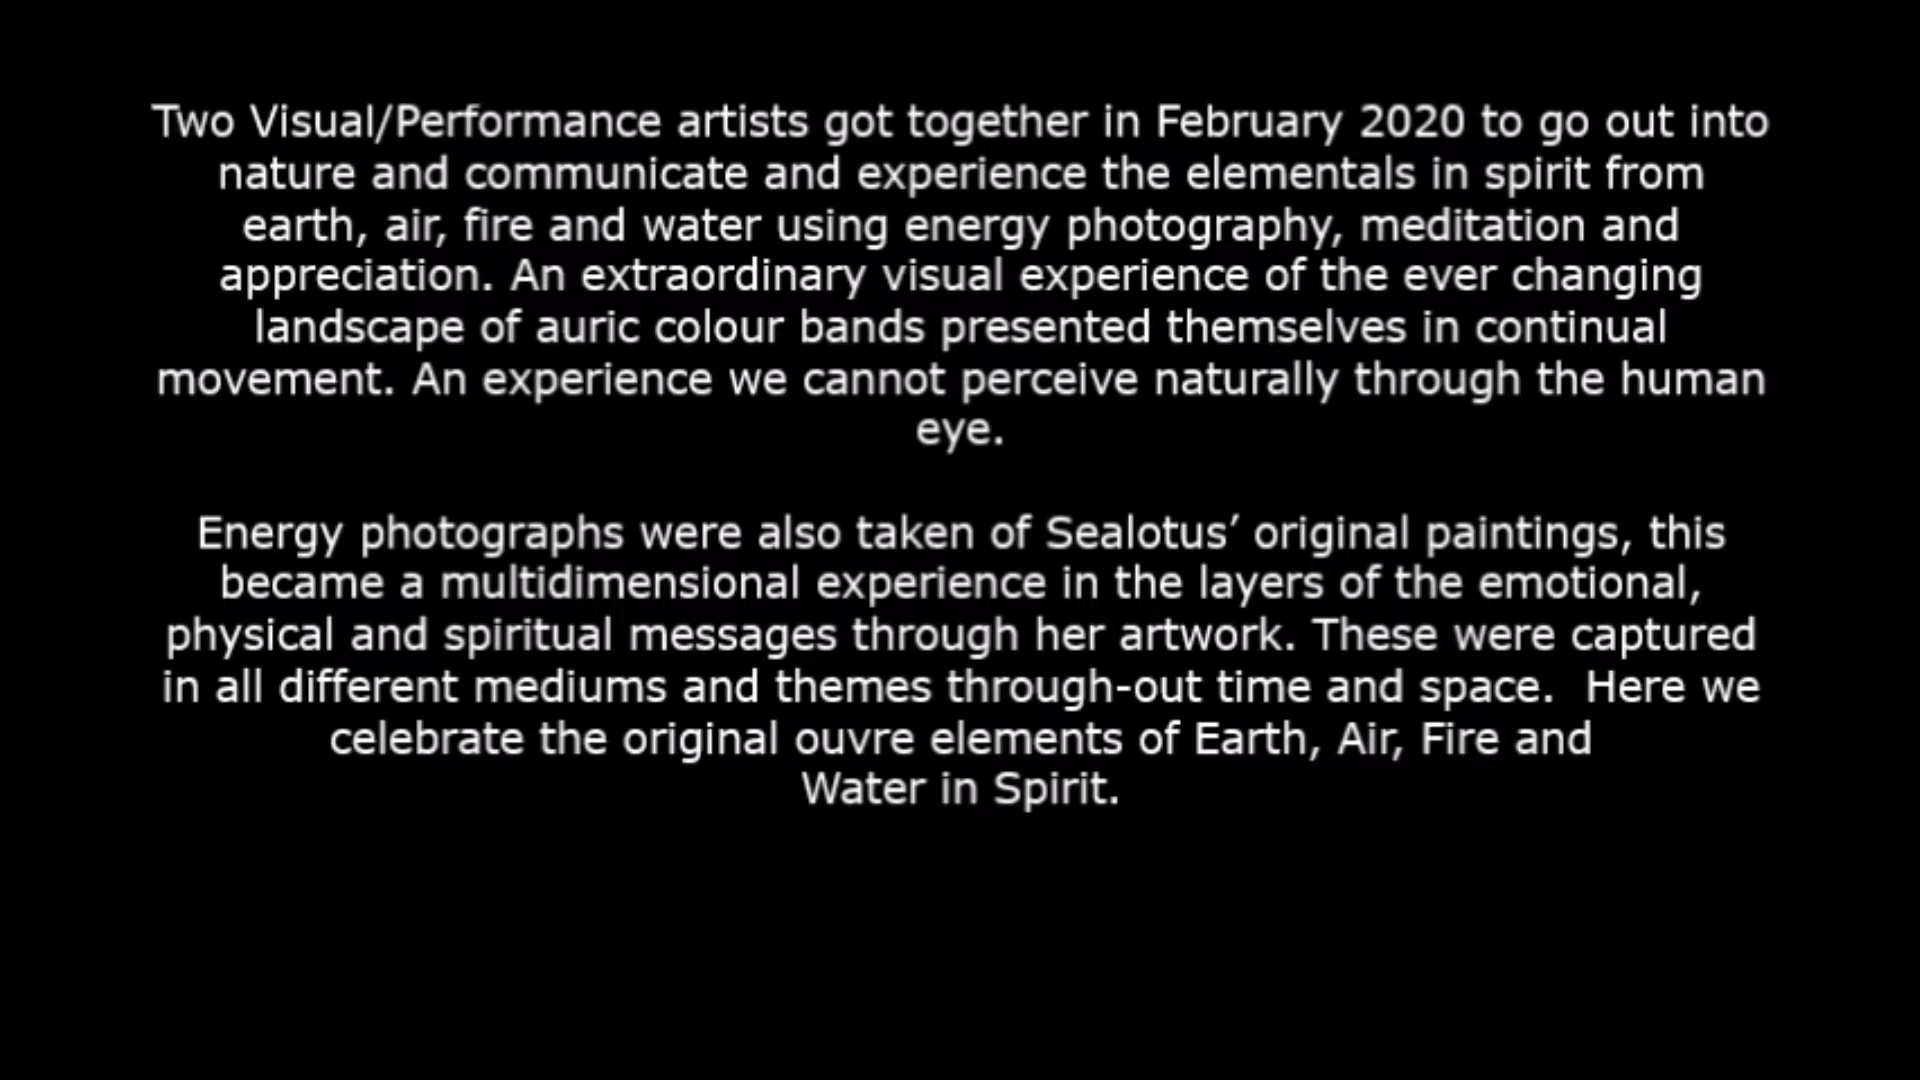 Two Visual/Performance artists got together in February 2020 to go out into
nature and communicate and experience the elementals in spirit from
earth, air, fire and water using energy photography, meditation and
appreciation. An extraordinary visual experience of the ever changing
landscape of auric colour bands presented themselves in continual
movement. An experience we cannot perceive naturally through the human
eye.
Energy photographs were also taken of Sealotus’ original paintings, this
became a multidimensional experience in the layers of the emotional,
physical and spiritual messages through her artwork. These were captured
in all different mediums and themes through-out time and space.  Here we
celebrate the original ouvre elements of Earth, Air, Fire and
Water in Spirit.